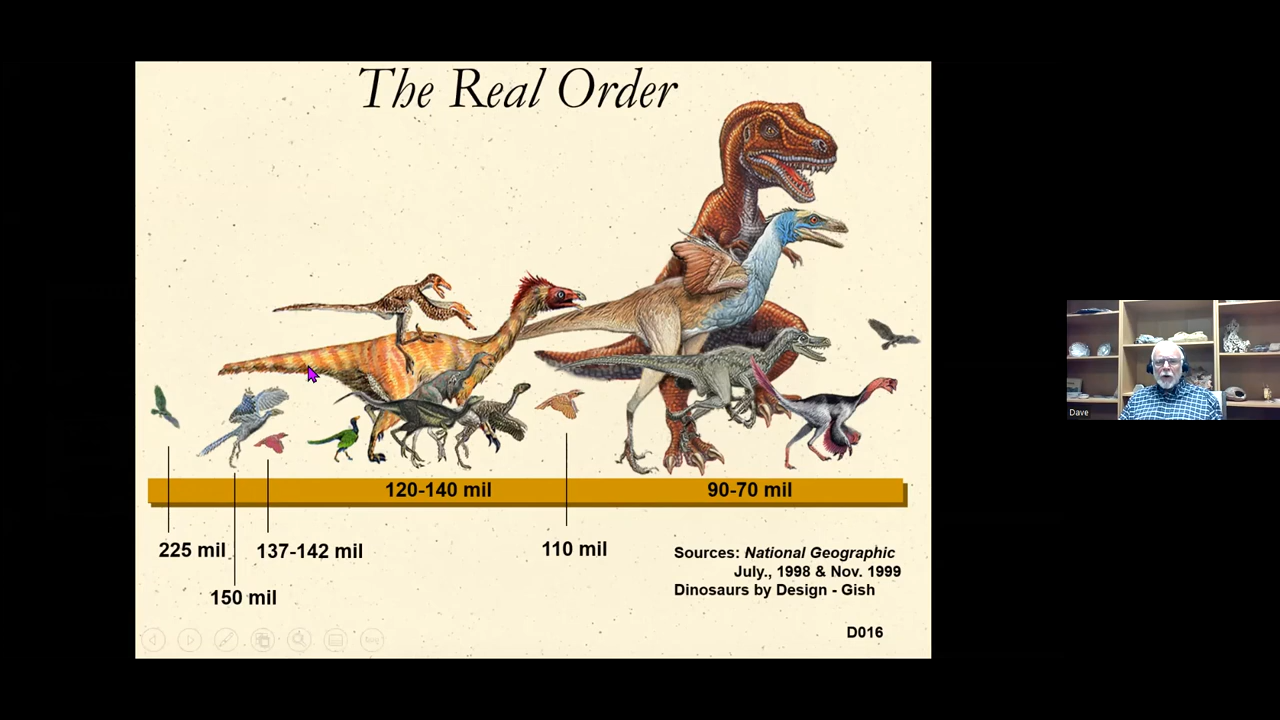 The Real Order
120-140 mil
90-70 mil
225 mil
137-142 mil
110 mil
150 mil
Sources: National Geographic
July., 1998 & Nov. 1999
Dinosaurs by Design - Gish
D016
Dave